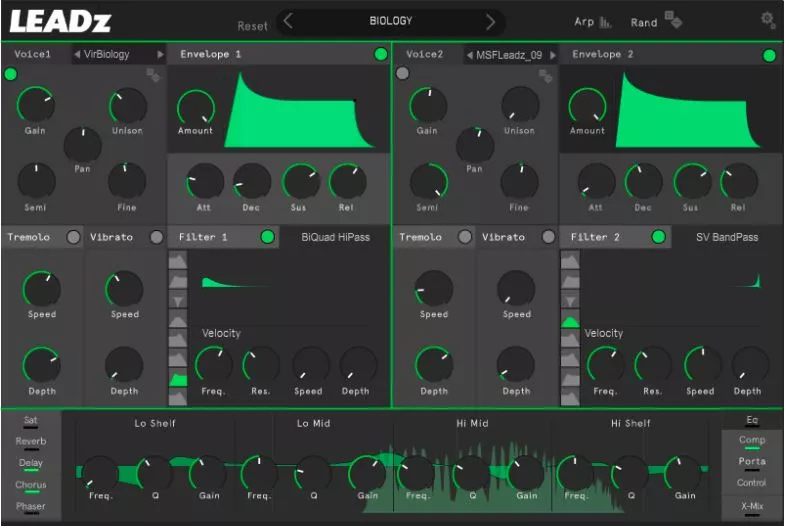 LEADz
Reset
BIOLOGY
Arp
Rand
Voice1
VirBiology
Envelope 1
Voice2
MSFLeadz_09
Envelope 2
Gain
Unison
Amount
Gain
Unison
Amount
Pan
Pan
Semi
Fine
Att
Dec
Sus
Rel
Semi
Fine
Att
Dec
Sus
Rel
Tremolo
Vibrato
Filter 1
BiQuad HiPass
Tremolo
Vibrato
Filter 2
SV BandPass
Speed
Speed
Speed
Speed
Velocity
Velocity
Depth
Depth
Freq.
Res.
Speed
Depth
Depth
Depth
Freq.
Res.
Speed
Depth
Sat
Reverb
Delay
Chorus
Phaser
Lo Shelf
Lo Mid
Hi Mid
Hi Shelf
Freq.
Q
Gain
Freq.
Q
Gain
Freq.
Q
Gain
Freq.
Q
Gain
Eq
Comp
Porta
Control
X-Mix